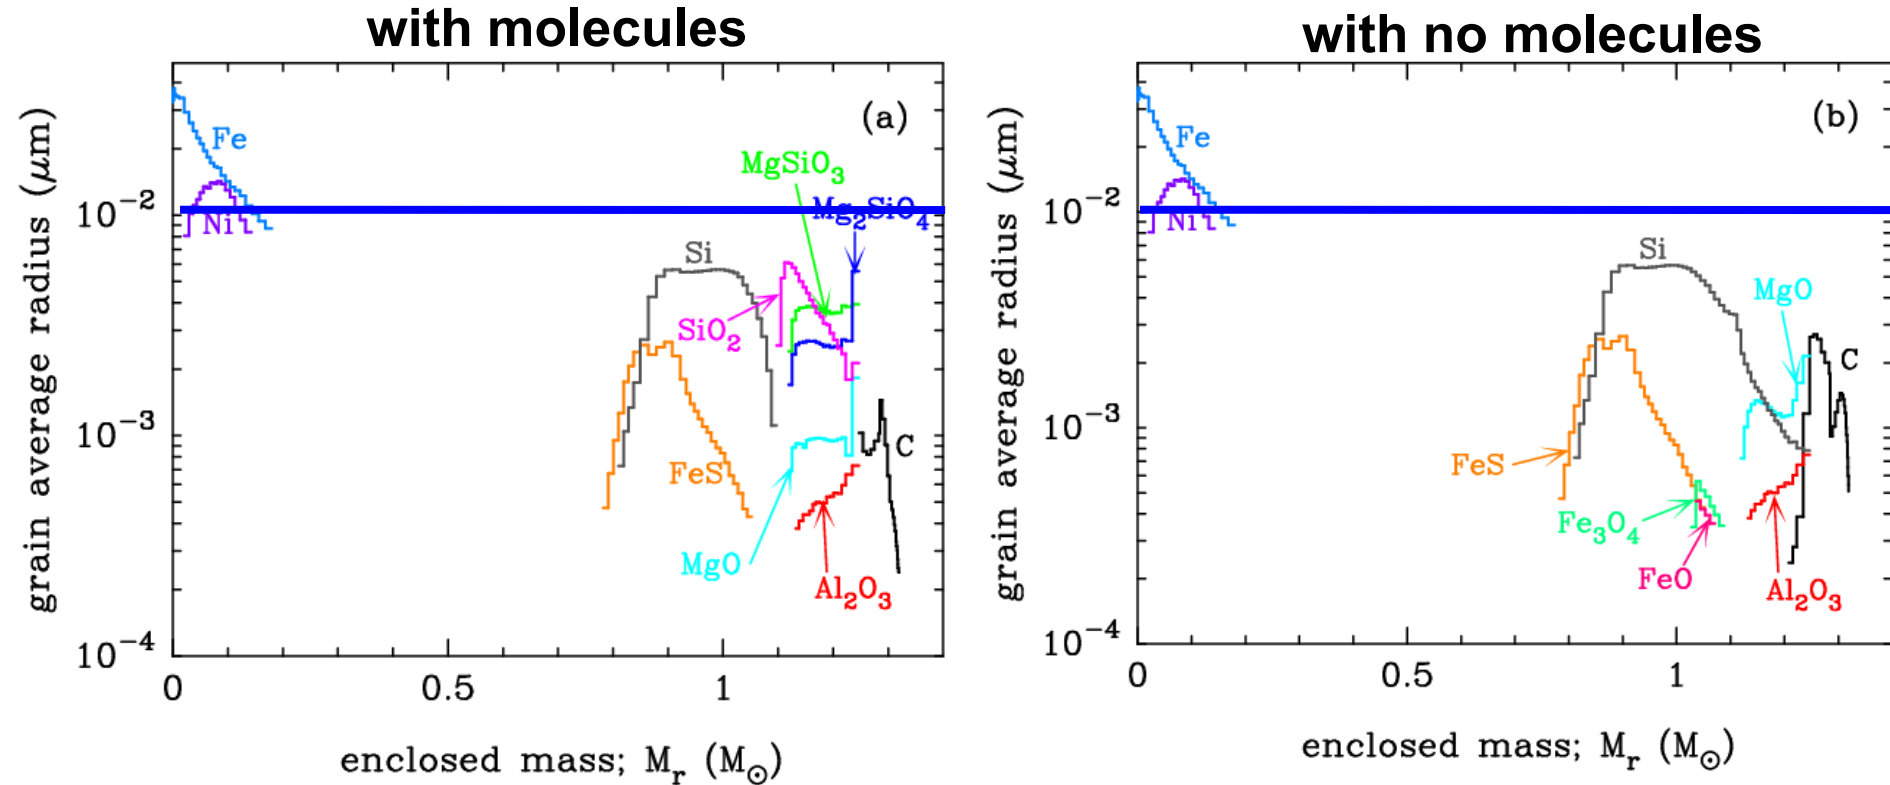 with molecules
with no molecules
(a)
Fe
MgSiO3
Mg2SiO4
Ni
Si
SiO2
FeS
C
MgO
Al2O3
10−2
10−3
10−4
0
0.5
1
grain average radius (μm)
enclosed mass; Mr (M⊙)
(b)
Fe
Ni
Si
MgO
C
FeS
Fe3O4
FeO
Al2O3
10−2
10−3
10−4
0
0.5
1
grain average radius (μm)
enclosed mass; Mr (M⊙)